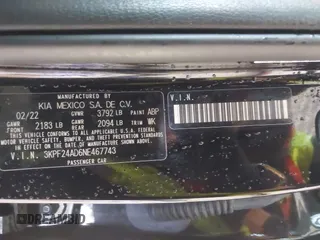 MANUFACTURED BY
KIA MEXICO S.A. DE C.V.
02/22 GVWR 3792 LB PAINT ABP
GAWR FRONT 2183 LB GAWR REAR 2094 LB TRIM WK
THIS VEHICLE CONFORMS TO ALL APPLICABLE U.S. FEDERAL
MOTOR VEHICLE SAFETY, BUMPER, AND THEFT PREVENTION STANDARDS
IN EFFECT ON THE DATE OF MANUFACTURE SHOWN ABOVE.
V.I.N. 3KPF24AD6NE467743
PASSENGER CAR
V.I.N.
DREAMBID